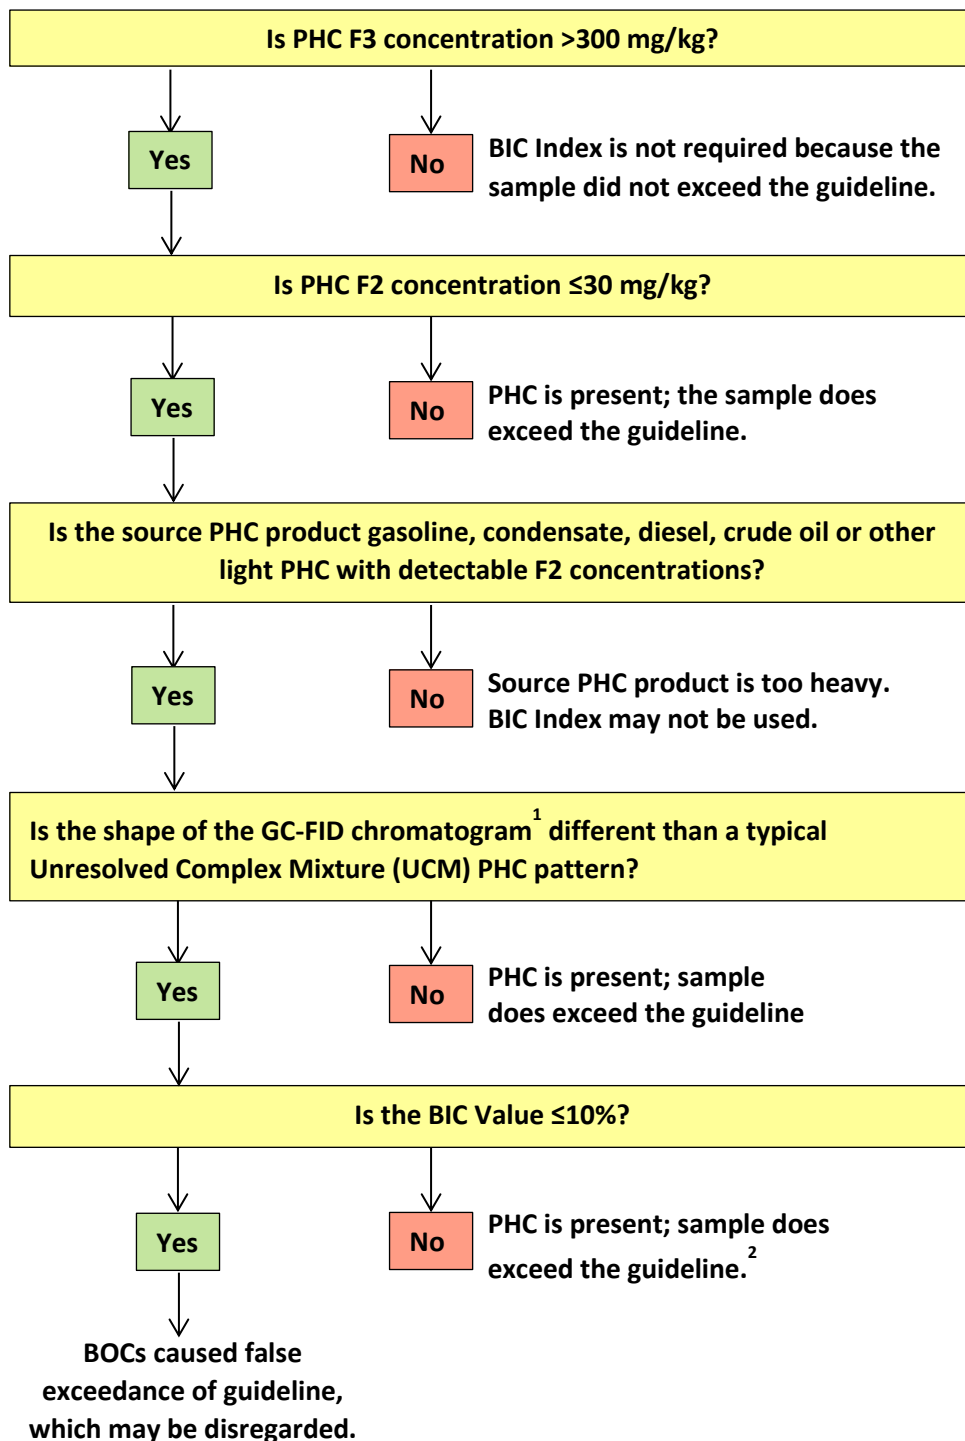 Is PHC F3 concentration >300 mg/kg?
Yes
No
BIC Index is not required because the
sample did not exceed the guideline.
Is PHC F2 concentration ≤30 mg/kg?
Yes
No
PHC is present; the sample does
exceed the guideline.
Is the source PHC product gasoline, condensate, diesel, crude oil or other
light PHC with detectable F2 concentrations?
Yes
No
Source PHC product is too heavy.
BIC Index may not be used.
Is the shape of the GC-FID chromatogram¹ different than a typical
Unresolved Complex Mixture (UCM) PHC pattern?
Yes
No
PHC is present; sample
does exceed the guideline
Is the BIC Value ≤10%?
Yes
No
PHC is present; sample does
exceed the guideline.²
BOCs caused false
exceedance of guideline,
which may be disregarded.